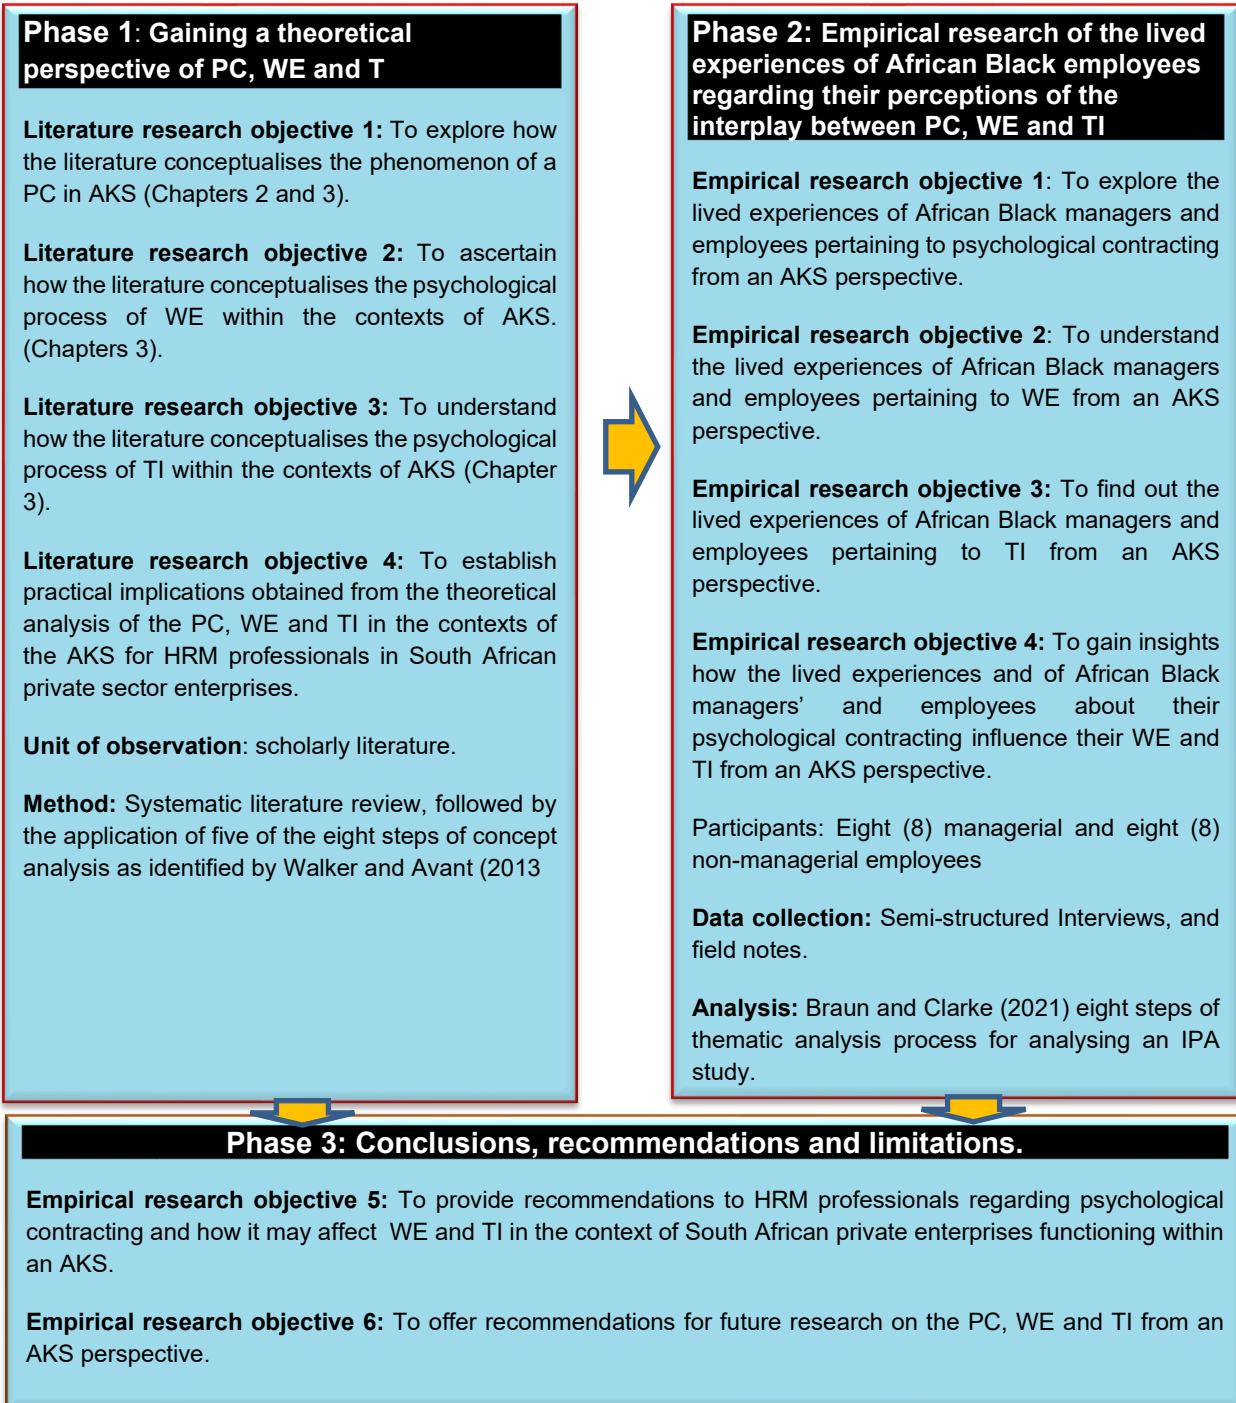 Phase 1: Gaining a theoretical
perspective of PC, WE and T
Literature research objective 1: To explore how
the literature conceptualises the phenomenon of a
PC in AKS (Chapters 2 and 3).
Literature research objective 2: To ascertain
how the literature conceptualises the psychological
process of WE within the contexts of AKS.
(Chapters 3).
Literature research objective 3: To understand
how the literature conceptualises the psychological
process of TI within the contexts of AKS (Chapter
3).
Literature research objective 4: To establish
practical implications obtained from the theoretical
analysis of the PC, WE and TI in the contexts of
the AKS for HRM professionals in South African
private sector enterprises.
Unit of observation: scholarly literature.
Method: Systematic literature review, followed by
the application of five of the eight steps of concept
analysis as identified by Walker and Avant (2013
Phase 2: Empirical research of the lived
experiences of African Black employees
regarding their perceptions of the
interplay between PC, WE and TI
Empirical research objective 1: To explore the
lived experiences of African Black managers and
employees pertaining to psychological contracting
from an AKS perspective.
Empirical research objective 2: To understand
the lived experiences of African Black managers
and employees pertaining to WE from an AKS
perspective.
Empirical research objective 3: To find out the
lived experiences of African Black managers and
employees pertaining to TI from an AKS
perspective.
Empirical research objective 4: To gain insights
how the lived experiences and of African Black
managers’ and employees about their
psychological contracting influence their WE and
TI from an AKS perspective.
Participants: Eight (8) managerial and eight (8)
non-managerial employees
Data collection: Semi-structured Interviews, and
field notes.
Analysis: Braun and Clarke (2021) eight steps of
thematic analysis process for analysing an IPA
study.
Phase 3: Conclusions, recommendations and limitations.
Empirical research objective 5: To provide recommendations to HRM professionals regarding psychological
contracting and how it may affect WE and TI in the context of South African private enterprises functioning within
an AKS.
Empirical research objective 6: To offer recommendations for future research on the PC, WE and TI from an
AKS perspective.